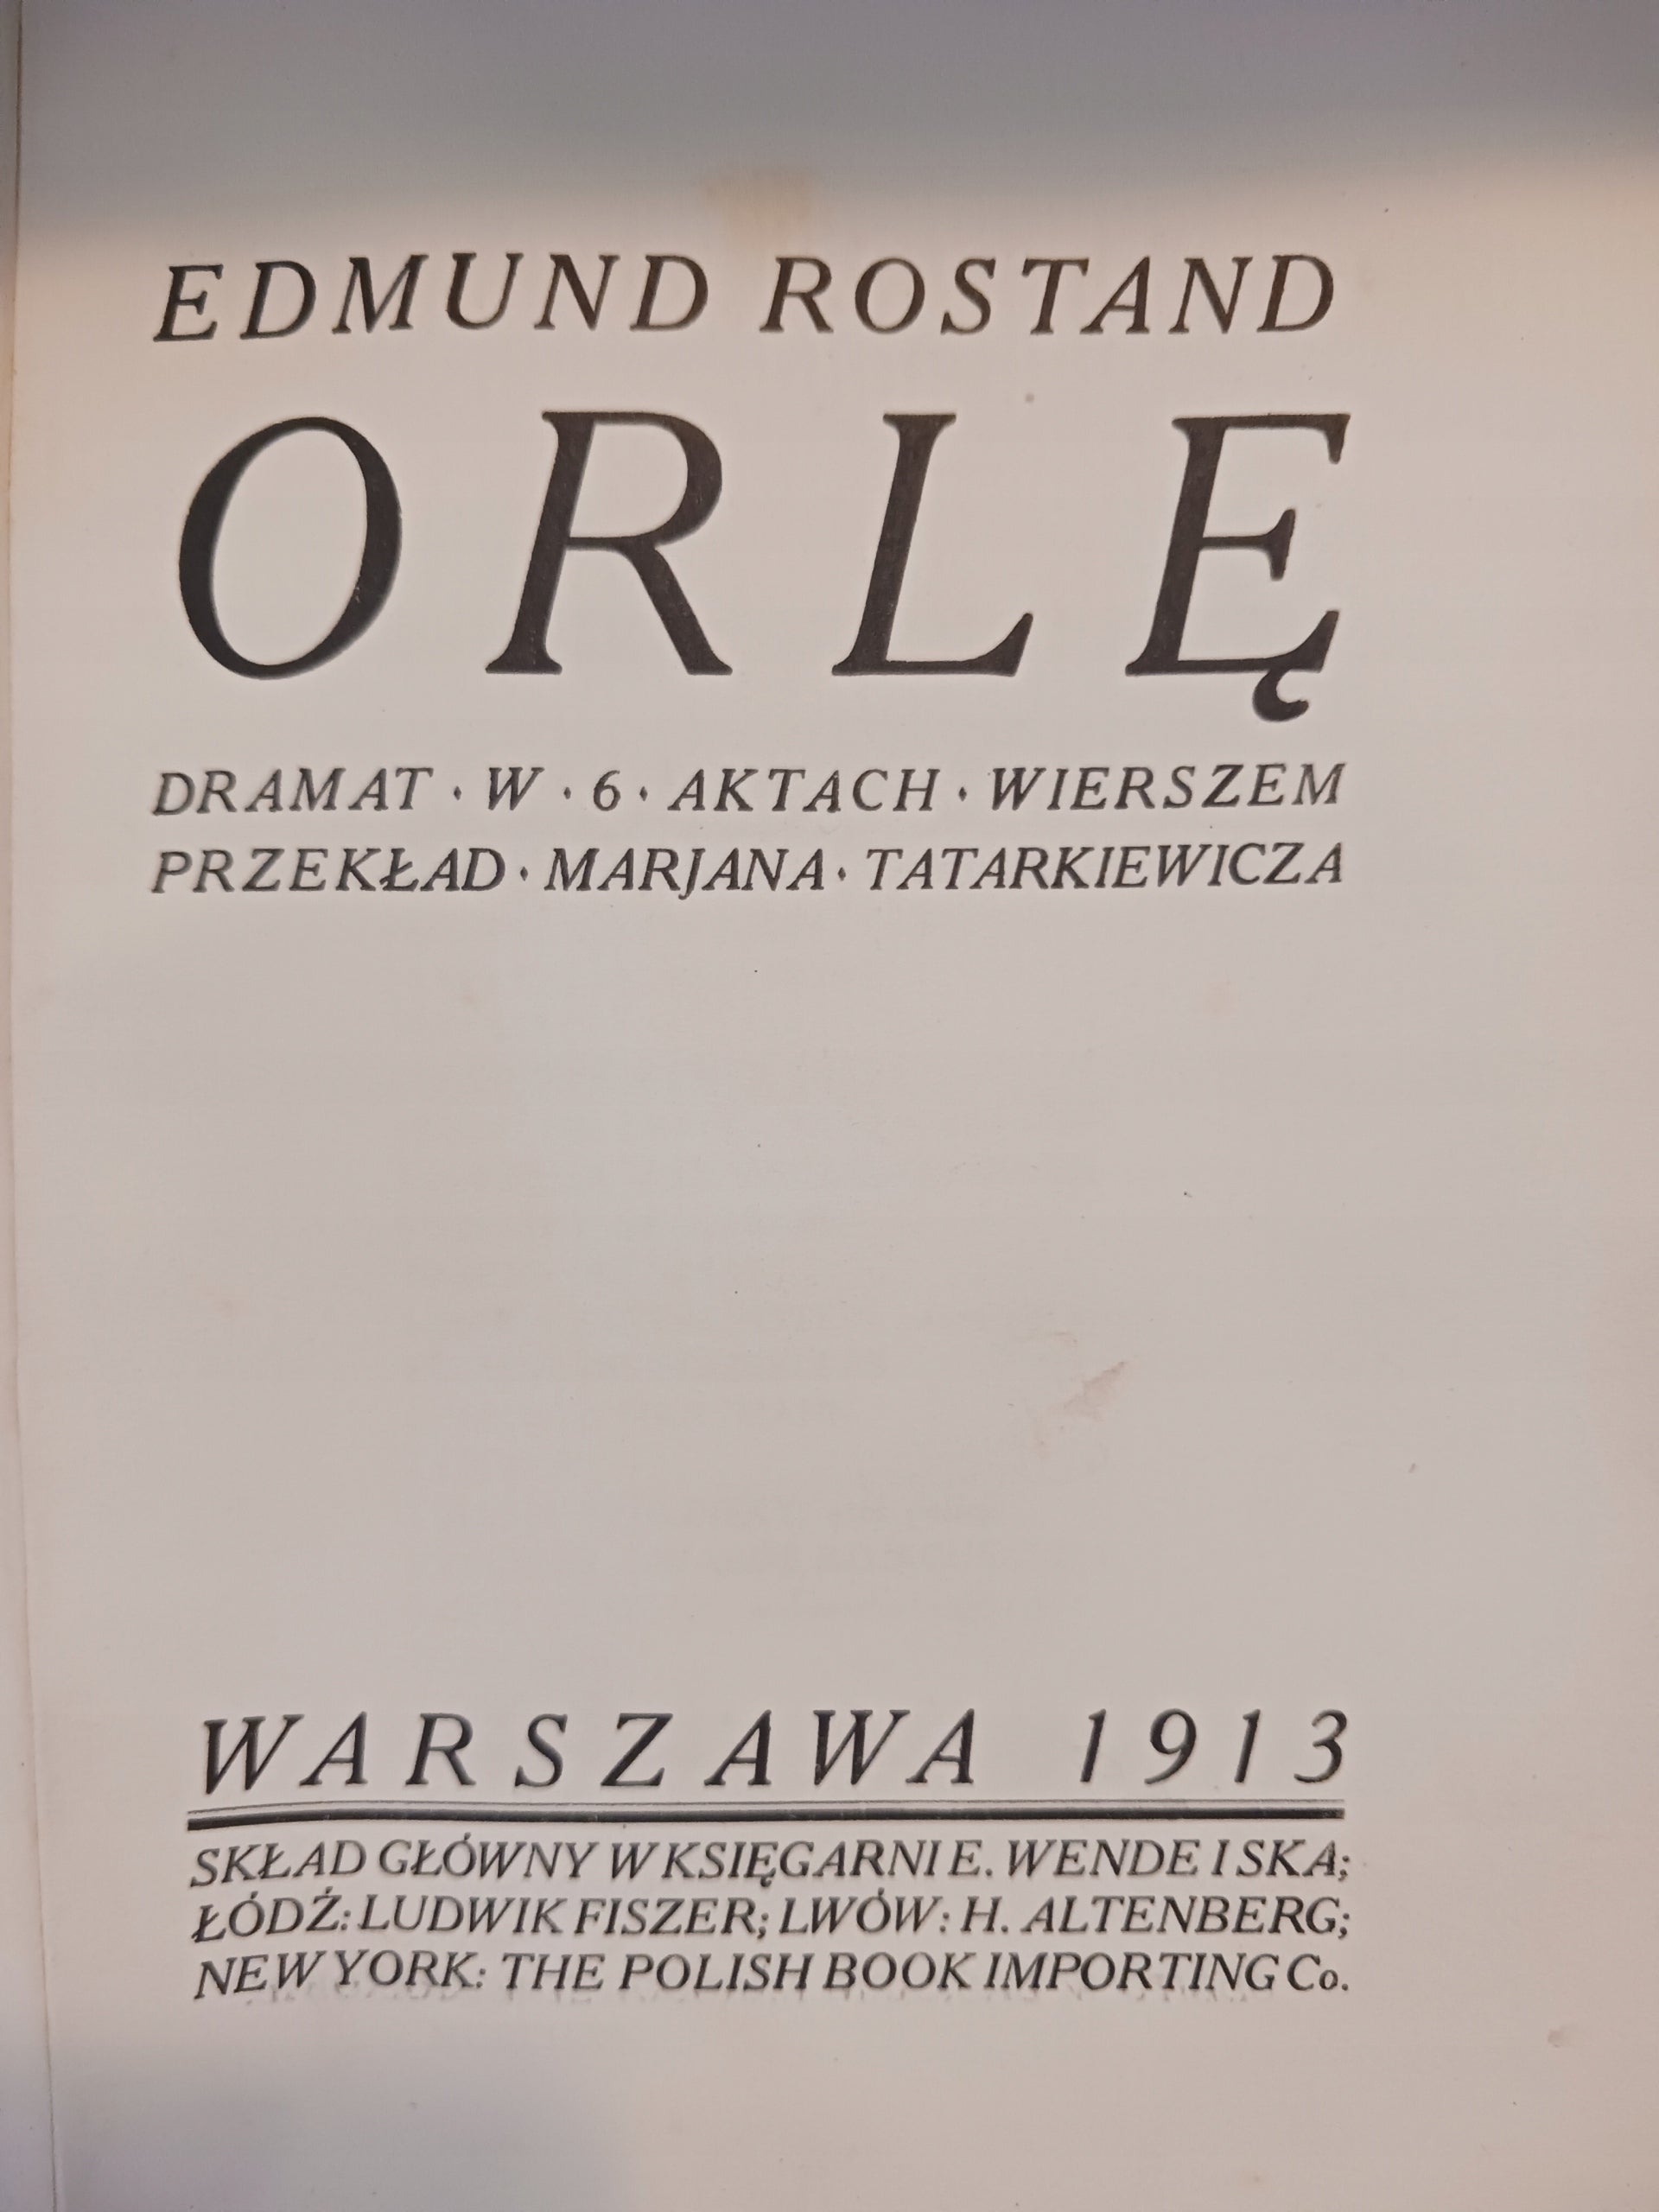 EDMUND ROSTAND
ORLĘ
DRAMAT · W · 6 · AKTACH · WIERSZEM
PRZEKŁAD · MARJANA · TATARKIEWICZA
WARSZAWA 1913
SKŁAD GŁÓWNY W KSIĘGARNI E. WENDE I SKA;
ŁÓDŹ: LUDWIK FISZER; LWÓW: H. ALTENBERG;
NEW YORK: THE POLISH BOOK IMPORTING Co.